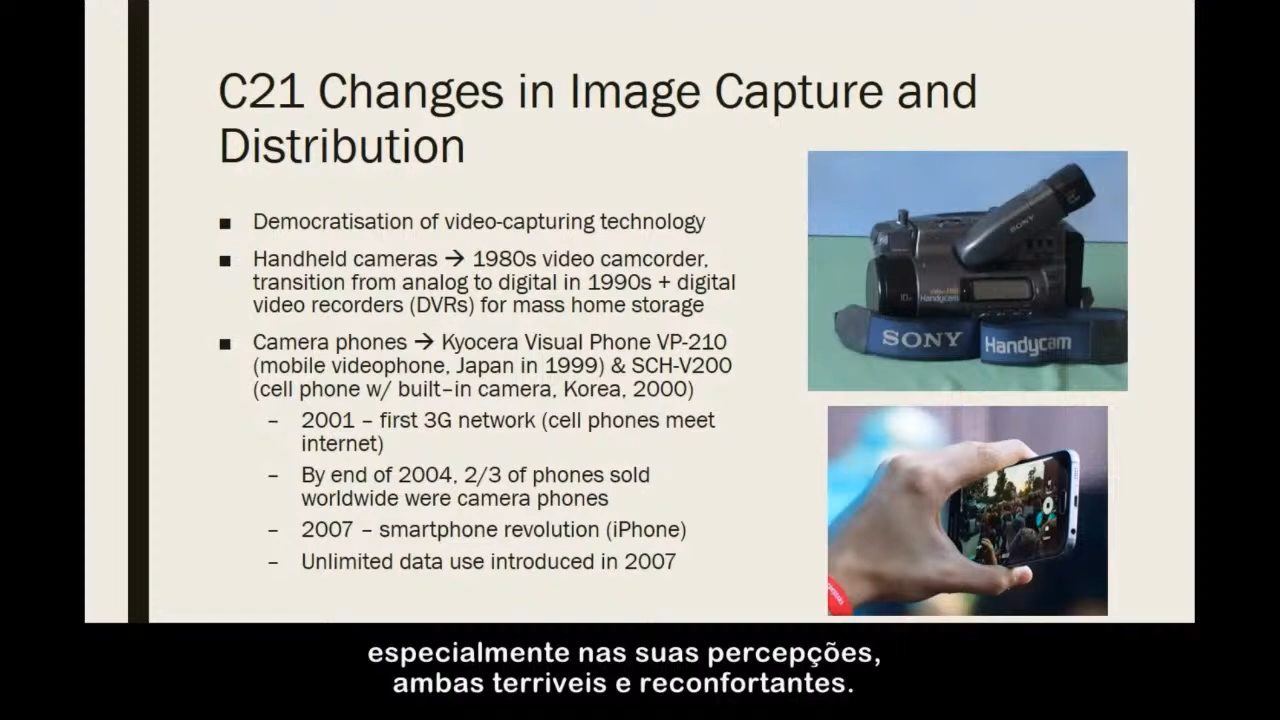 C21 Changes in Image Capture and
Distribution
■ Democratisation of video-capturing technology
■ Handheld cameras → 1980s video camcorder,
transition from analog to digital in 1990s + digital
video recorders (DVRs) for mass home storage
■ Camera phones → Kyocera Visual Phone VP-210
(mobile videophone, Japan in 1999) & SCH-V200
(cell phone w/ built–in camera, Korea, 2000)
– 2001 – first 3G network (cell phones meet
internet)
– By end of 2004, 2/3 of phones sold
worldwide were camera phones
– 2007 – smartphone revolution (iPhone)
– Unlimited data use introduced in 2007
SONY
Handycam
SONY Handycam
especialmente nas suas percepções,
ambas terriveis e reconfortantes.